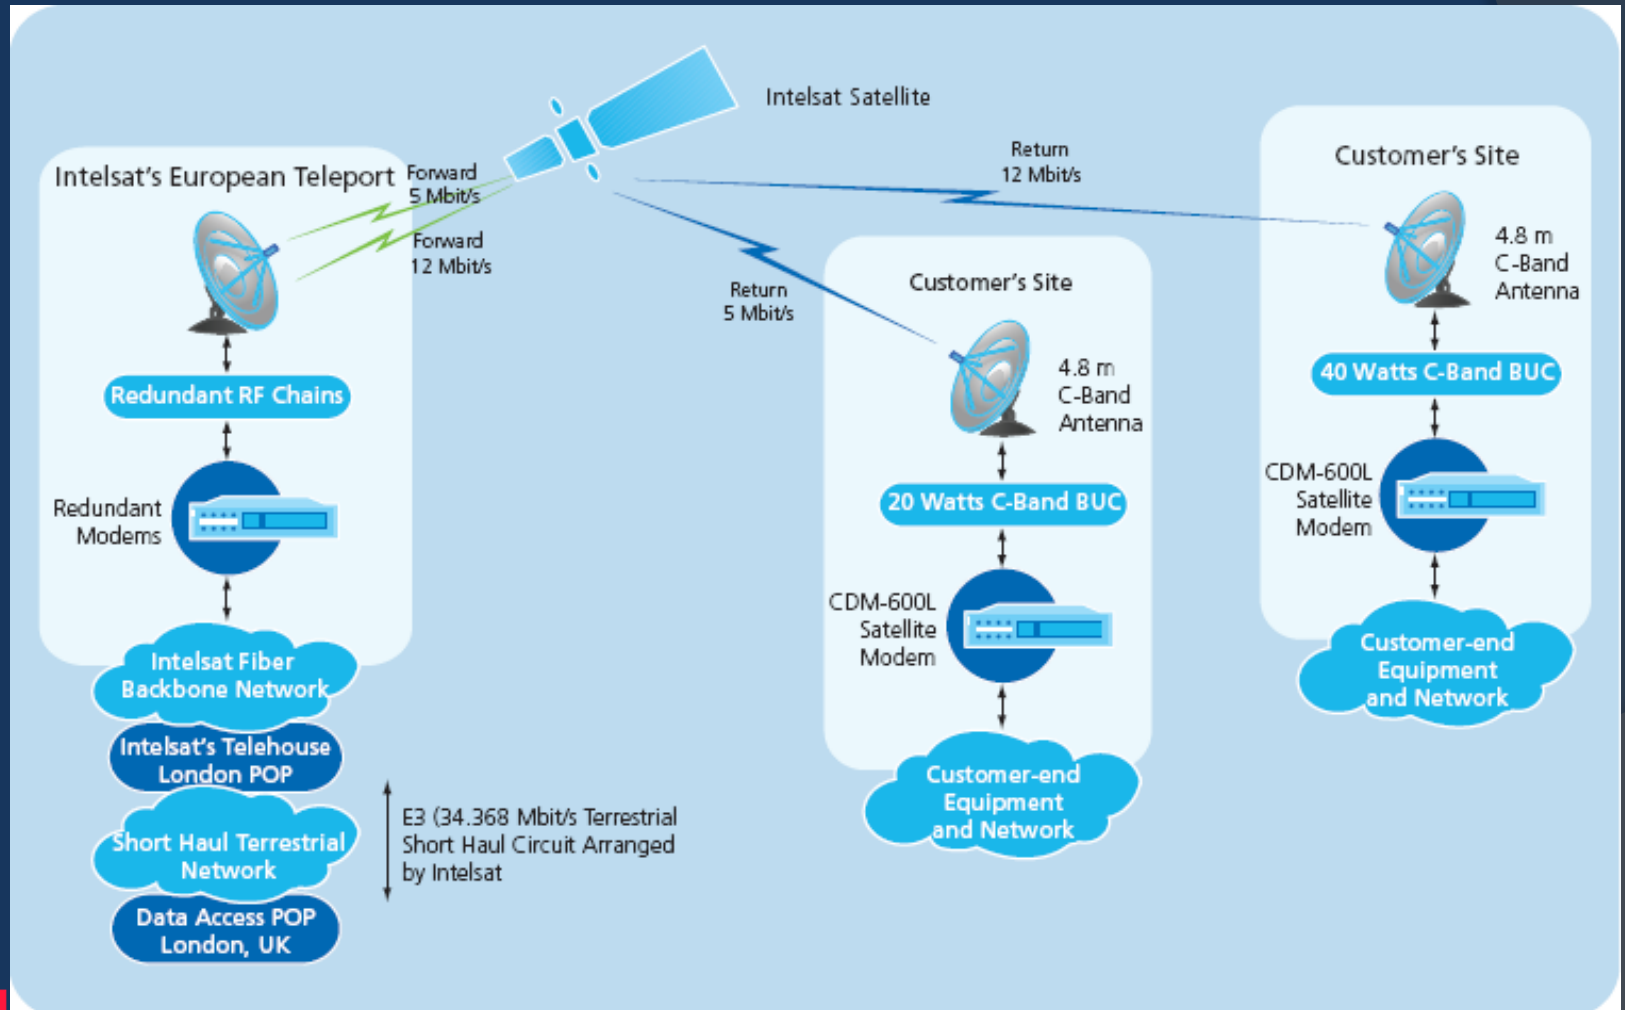 Intelsat Satellite
Intelsat's European Teleport
Forward
5 Mbit/s
Forward
12 Mbit/s
Redundant RF Chains
Redundant
Modems
Intelsat Fiber
Backbone Network
Intelsat's Telehouse
London POP
Short Haul Terrestrial
Network
Data Access POP
London, UK
E3 (34.368 Mbit/s Terrestrial
Short Haul Circuit Arranged
by Intelsat
Return
12 Mbit/s
Return
5 Mbit/s
Customer's Site
4.8 m
C-Band
Antenna
20 Watts C-Band BUC
CDM-600L
Satellite
Modem
Customer-end
Equipment
and Network
Customer's Site
4.8 m
C-Band
Antenna
40 Watts C-Band BUC
CDM-600L
Satellite
Modem
Customer-end
Equipment
and Network